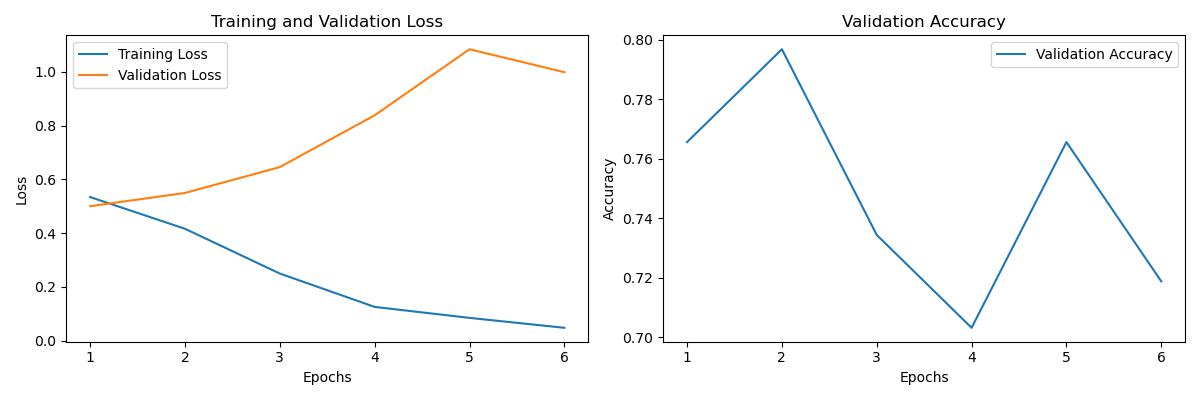 Training and Validation Loss
Training Loss
Validation Loss
Loss
1.0
0.8
0.6
0.4
0.2
0.0
1 2 3 4 5 6
Epochs
Validation Accuracy
Validation Accuracy
Accuracy
0.80
0.78
0.76
0.74
0.72
0.70
1 2 3 4 5 6
Epochs